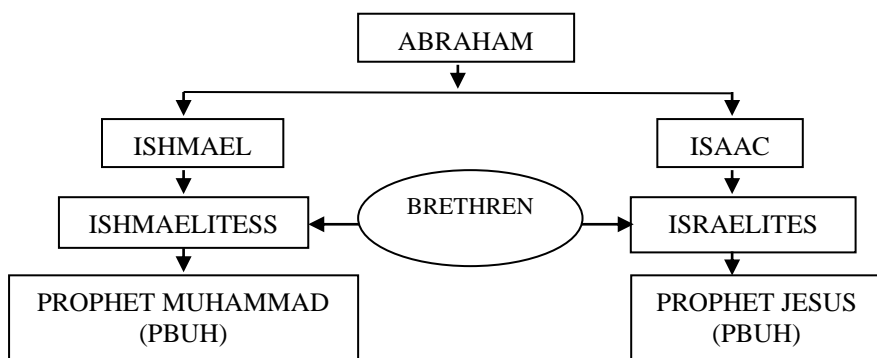 ABRAHAM
ISHMAEL
ISAAC
BRETHREN
ISHMAELITESS
ISRAELITES
PROPHET MUHAMMAD
(PBUH)
PROPHET JESUS
(PBUH)